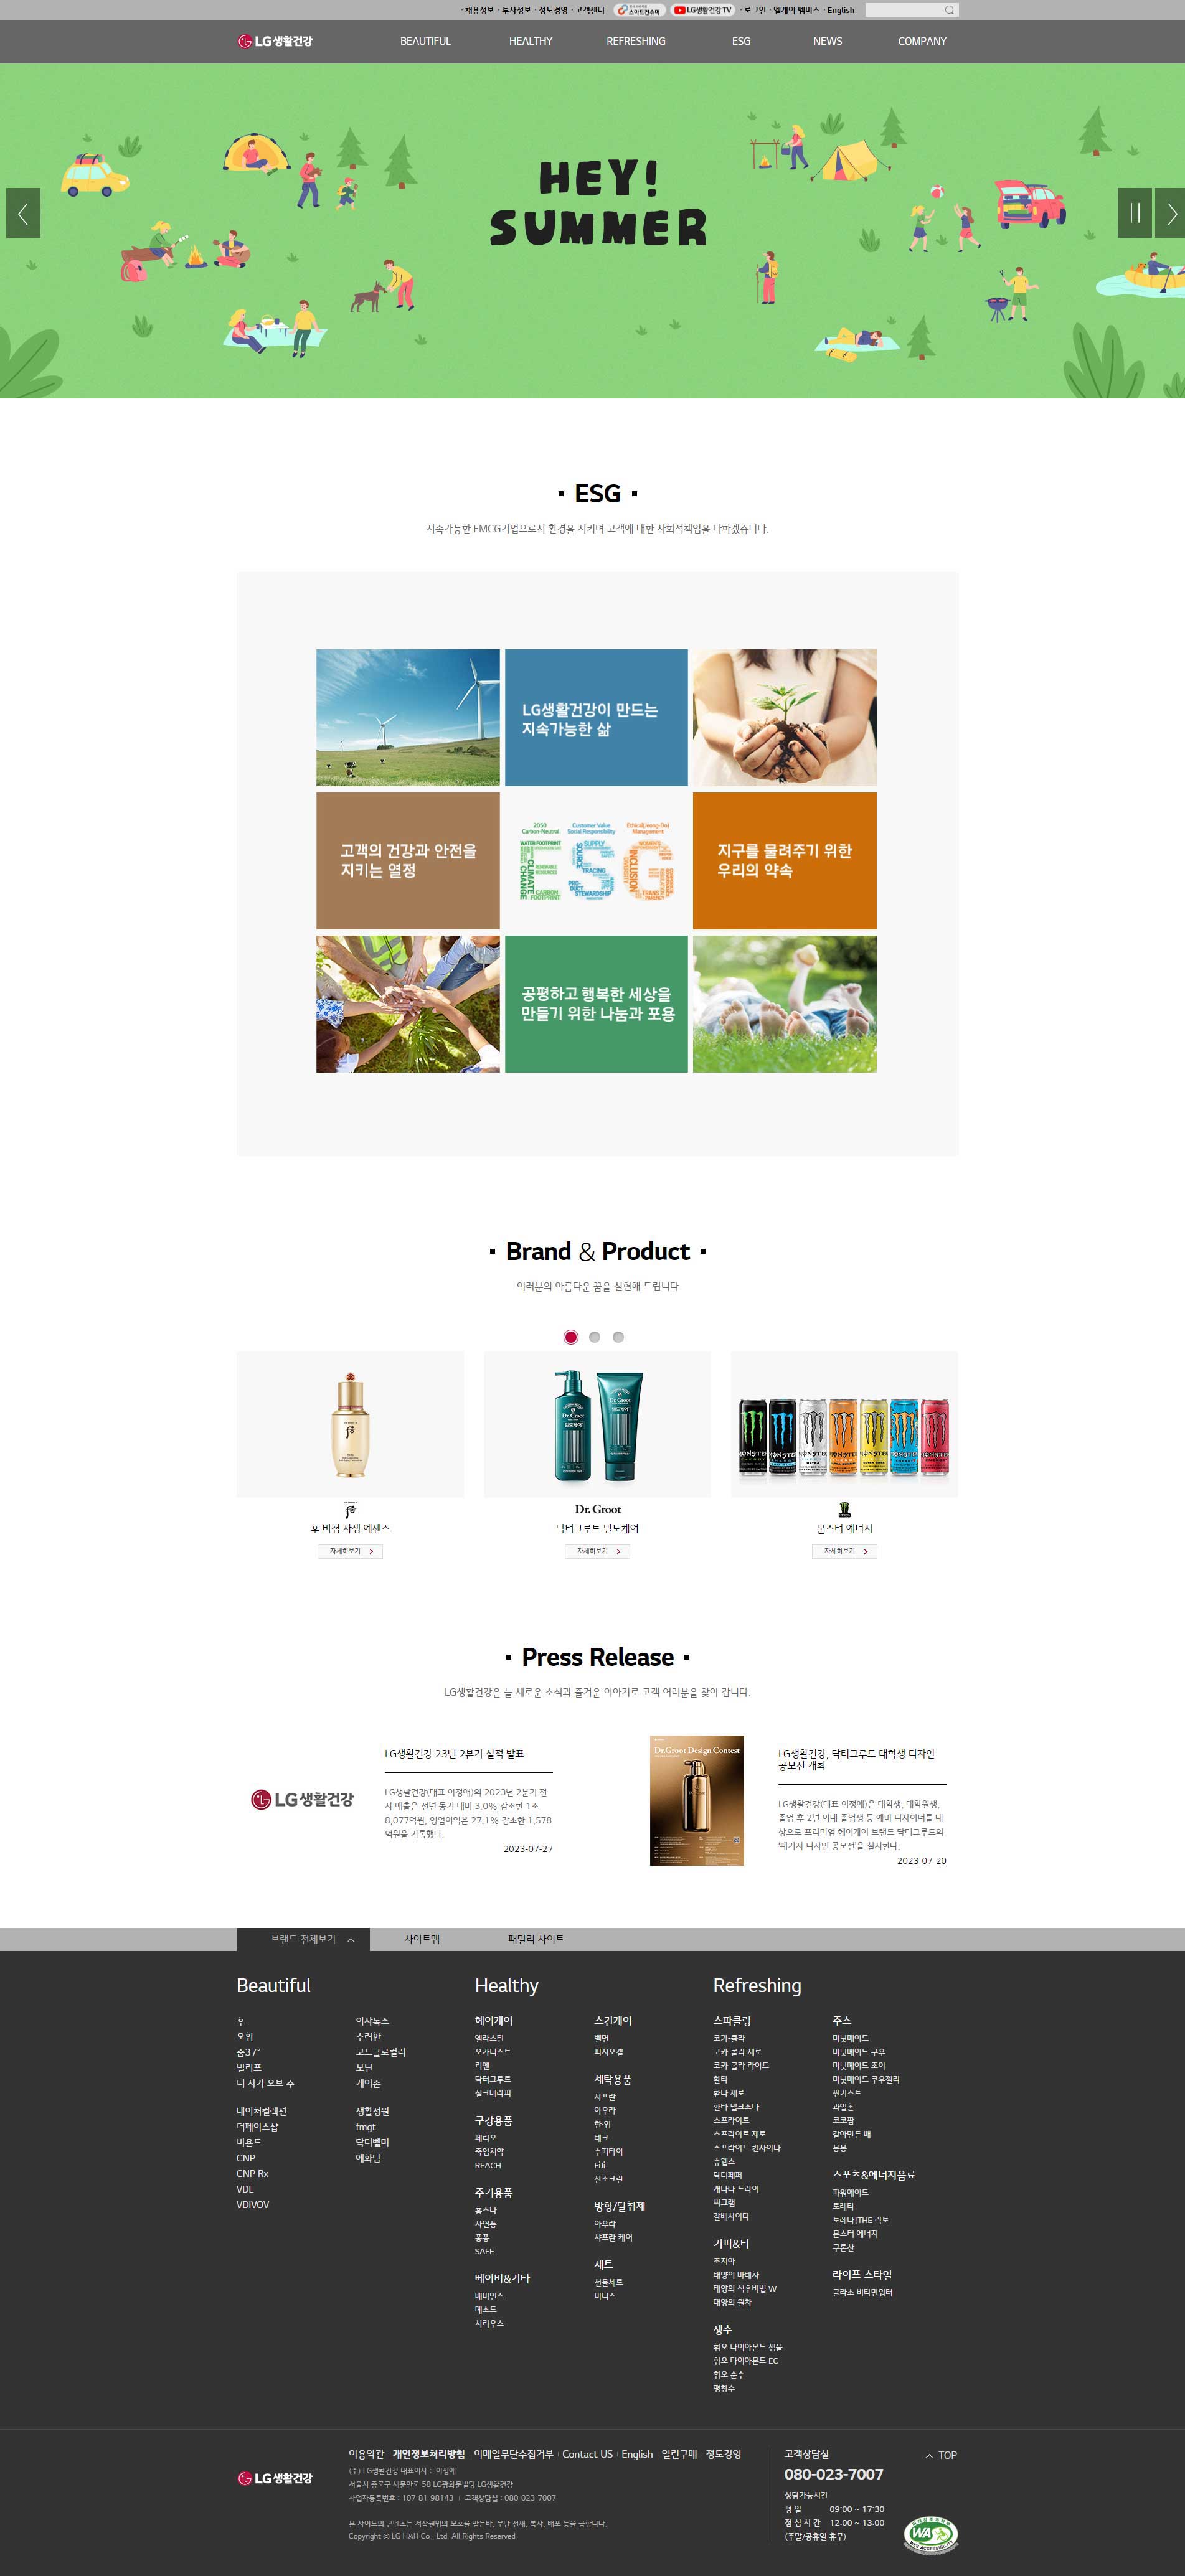 · 채용정보 · 투자정보 · 정도경영 · 고객센터 스마트컨슈머 LG생활건강 TV · 로그인 · 엘케어 멤버스 · English
LG생활건강 BEAUTIFUL HEALTHY REFRESHING ESG NEWS COMPANY
HEY!
SUMMER
ESG
지속가능한 FMCG기업으로서 환경을 지키며 고객에 대한 사회적책임을 다하겠습니다.
LG생활건강이 만드는
지속가능한 삶
고객의 건강과 안전을
지키는 열정
2050
Carbon-Neutral
Customer Value
Social Responsibility
Ethical(Jeong-Do)
Management
WATER FOOTPRINT
CLIMATE
CHANGE
RENEWABLE
RESOURCES
CARBON
FOOTPRINT
SUPPLY
SOURCE
TRACING
PRO-
DUCT
STEWARDSHIP
WOMEN'S
INCLUSION
TRANS
PARENCY
지구를 물려주기 위한
우리의 약속
공평하고 행복한 세상을
만들기 위한 나눔과 포용
Brand & Product
여러분의 아름다운 꿈을 실현해 드립니다
Dr.Groot
밀도케어
MONSTER
Dr. Groot
후 비첩 자생 에센스
닥터그루트 밀도케어
몬스터 에너지
자세히보기
자세히보기
자세히보기
Press Release
LG생활건강은 늘 새로운 소식과 즐거운 이야기로 고객 여러분을 찾아 갑니다.
LG생활건강
LG생활건강 23년 2분기 실적 발표
LG생활건강(대표 이정애)의 2023년 2분기 전
사 매출은 전년 동기 대비 3.0% 감소한 1조
8,077억원, 영업이익은 27.1% 감소한 1,578
억원을 기록했다.
2023-07-27
Dr.Groot Design Contest
LG생활건강, 닥터그루트 대학생 디자인
공모전 개최
LG생활건강(대표 이정애)은 대학생, 대학원생,
졸업 후 2년 이내 졸업생 등 예비 디자이너를 대
상으로 프리미엄 헤어케어 브랜드 닥터그루트의
'패키지 디자인 공모전'을 실시한다.
2023-07-20
브랜드 전체보기 사이트맵 패밀리 사이트
Beautiful
후
오휘
숨37°
빌리프
더 사가 오브 수
네이처컬렉션
더페이스샵
비욘드
CNP
CNP Rx
VDL
VDIVOV
이자녹스
수려한
코드글로컬러
보닌
케어존
생활정원
fmgt
닥터벨머
예화담
Healthy
헤어케어
엘라스틴
오가니스트
리엔
닥터그루트
실크테라피
구강용품
페리오
죽염치약
REACH
주거용품
홈스타
자연퐁
퐁퐁
SAFE
베이비&기타
베비언스
메소드
시리우스
스킨케어
벨먼
피지오겔
세탁용품
샤프란
아우라
한·입
테크
수퍼타이
FiJi
산소크린
방향/탈취제
아우라
샤프란 케어
세트
선물세트
미니스
Refreshing
스파클링
코카-콜라
코카-콜라 제로
코카-콜라 라이트
환타
환타 제로
환타 밀크소다
스프라이트
스프라이트 제로
스프라이트 킨사이다
슈웹스
닥터페퍼
캐나다 드라이
씨그램
갈배사이다
커피&티
조지아
태양의 마테차
태양의 식후비법 W
태양의 원차
생수
휘오 다이아몬드 샘물
휘오 다이아몬드 EC
휘오 순수
평창수
주스
미닛메이드
미닛메이드 쿠우
미닛메이드 조이
미닛메이드 쿠우젤리
썬키스트
과일촌
코코팜
갈아만든 배
봉봉
스포츠&에너지음료
파워에이드
토레타
토레타!THE 락토
몬스터 에너지
구론산
라이프 스타일
글라소 비타민워터
LG생활건강
이용약관 개인정보처리방침 이메일무단수집거부 Contact US English 열린구매 정도경영
(주) LG생활건강 대표이사 : 이정애
서울시 종로구 새문안로 58 LG광화문빌딩 LG생활건강
사업자등록번호 : 107-81-98143 고객상담실 : 080-023-7007
본 사이트의 콘텐츠는 저작권법의 보호를 받는바, 무단 전재, 복사, 배포 등을 금합니다.
Copyright © LG H&H Co., Ltd. All Rights Reserved.
고객상담실
080-023-7007
상담가능시간
평 일 09:00 ~ 17:30
점 심 시 간 12:00 ~ 13:00
(주말/공휴일 휴무)
TOP
WA
WEB ACCESSIBILITY